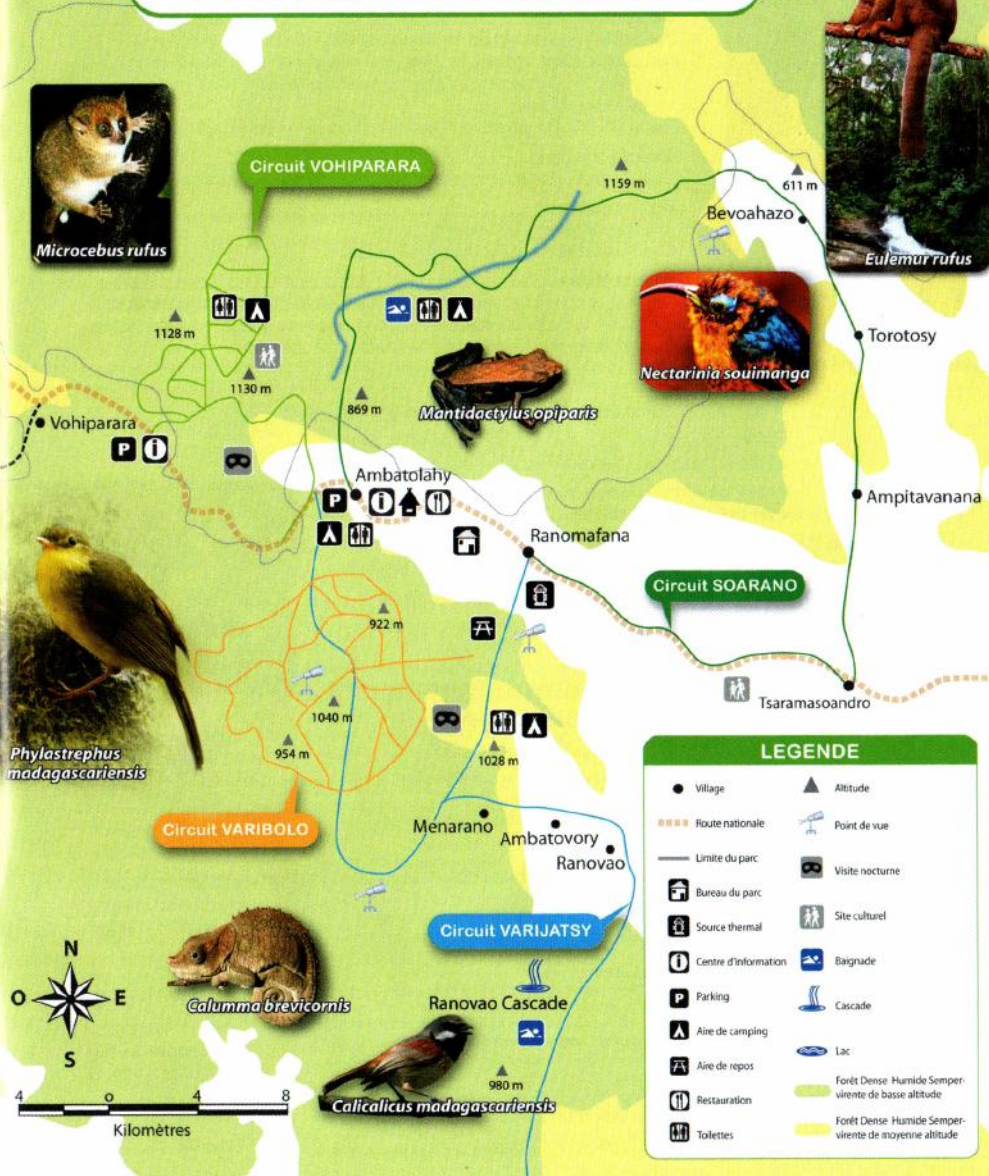 Circuit VOHIPARARA
Microcebus rufus
1159 m
611 m
Bevoahazo
Eulemur rufus
1128 m
1130 m
Torotosy
Nectarinia souimanga
869 m
Mantidactylus opiparis
Vohiparara
P
i
Ambatolahy
P
i
Ampitavanana
Ranomafana
Circuit SOARANO
922 m
Tsaramasoandro
1040 m
954 m
1028 m
Phylastrephus
madagascariensis
Circuit VARIBOLO
Menarano
Ambatovory
Ranovao
Circuit VARIJATSY
N
O
E
S
Calumma brevicornis
Ranovao Cascade
980 m
Calicalicus madagascariensis
4
0
4
8
Kilomètres
LEGENDE
Village
Altitude
Route nationale
Point de vue
Limite du parc
Visite nocturne
Bureau du parc
Source thermal
Site culturel
i
Centre d'information
Baignade
P
Parking
Cascade
Aire de camping
Lac
Aire de repos
Forêt Dense Humide Semper-
virente de basse altitude
Restauration
Forêt Dense Humide Semper-
virente de moyenne altitude
Toilettes